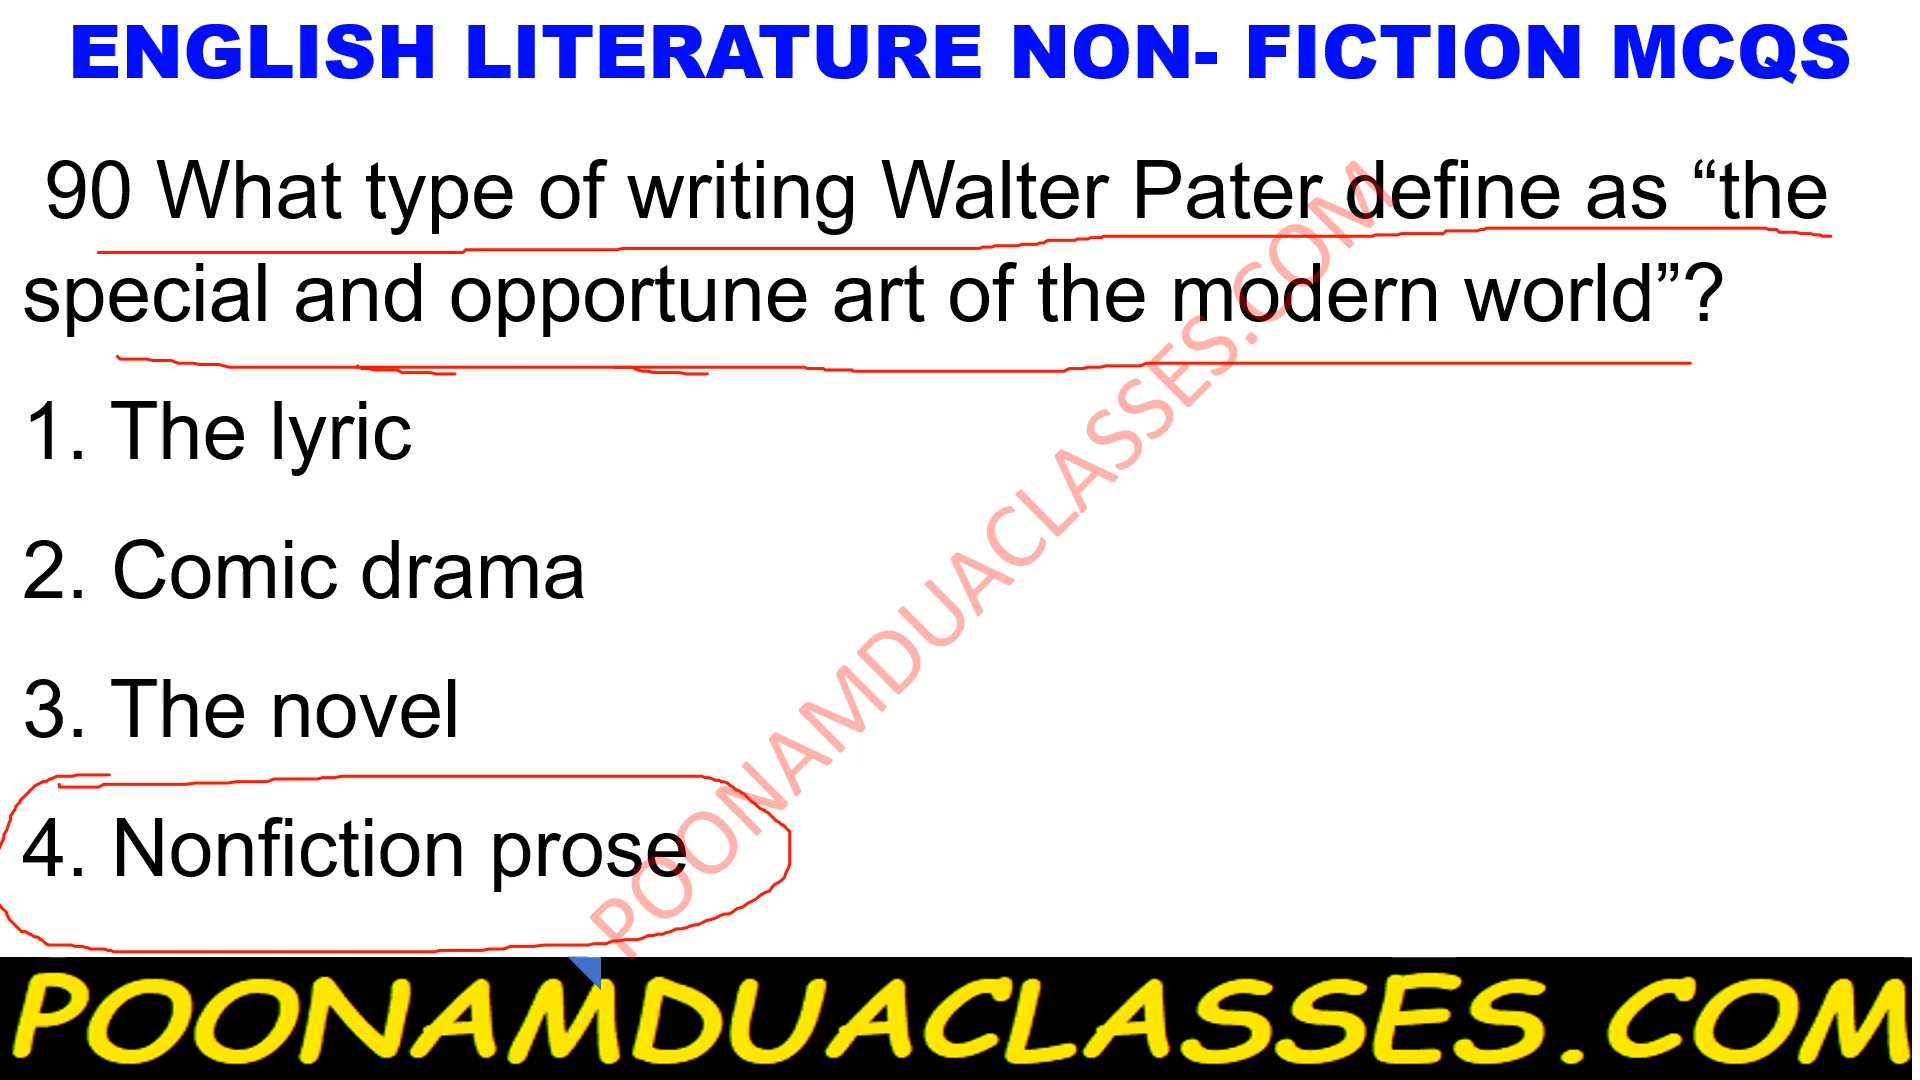 ENGLISH LITERATURE NON- FICTION MCQS
90 What type of writing Walter Pater define as “the
special and opportune art of the modern world”?
1. The lyric
2. Comic drama
3. The novel
4. Nonfiction prose
POONAMDUACLASSES.COM
POONAMDUACLASSES.COM